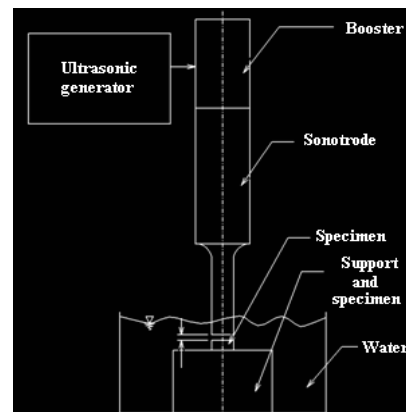 Booster
Ultrasonic
generator
Sonotrode
Specimen
Support
and
specimen
Water